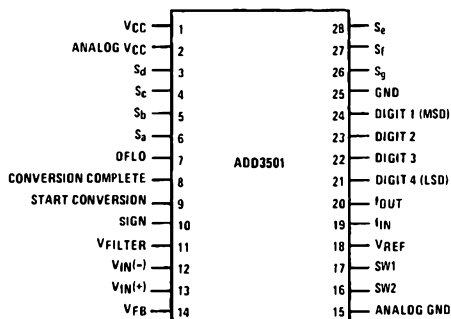 VCC 1 28 Se
ANALOG VCC 2 27 Sf
Sd 3 26 Sg
Sc 4 25 GND
Sb 5 24 DIGIT 1 (MSD)
Sa 6 23 DIGIT 2
OFLO 7 ADD3501 22 DIGIT 3
CONVERSION COMPLETE 8 21 DIGIT 4 (LSD)
START CONVERSION 9 20 fOUT
SIGN 10 19 fIN
VFILTER 11 18 VREF
VIN(-) 12 17 SW1
VIN(+) 13 16 SW2
VFB 14 15 ANALOG GND